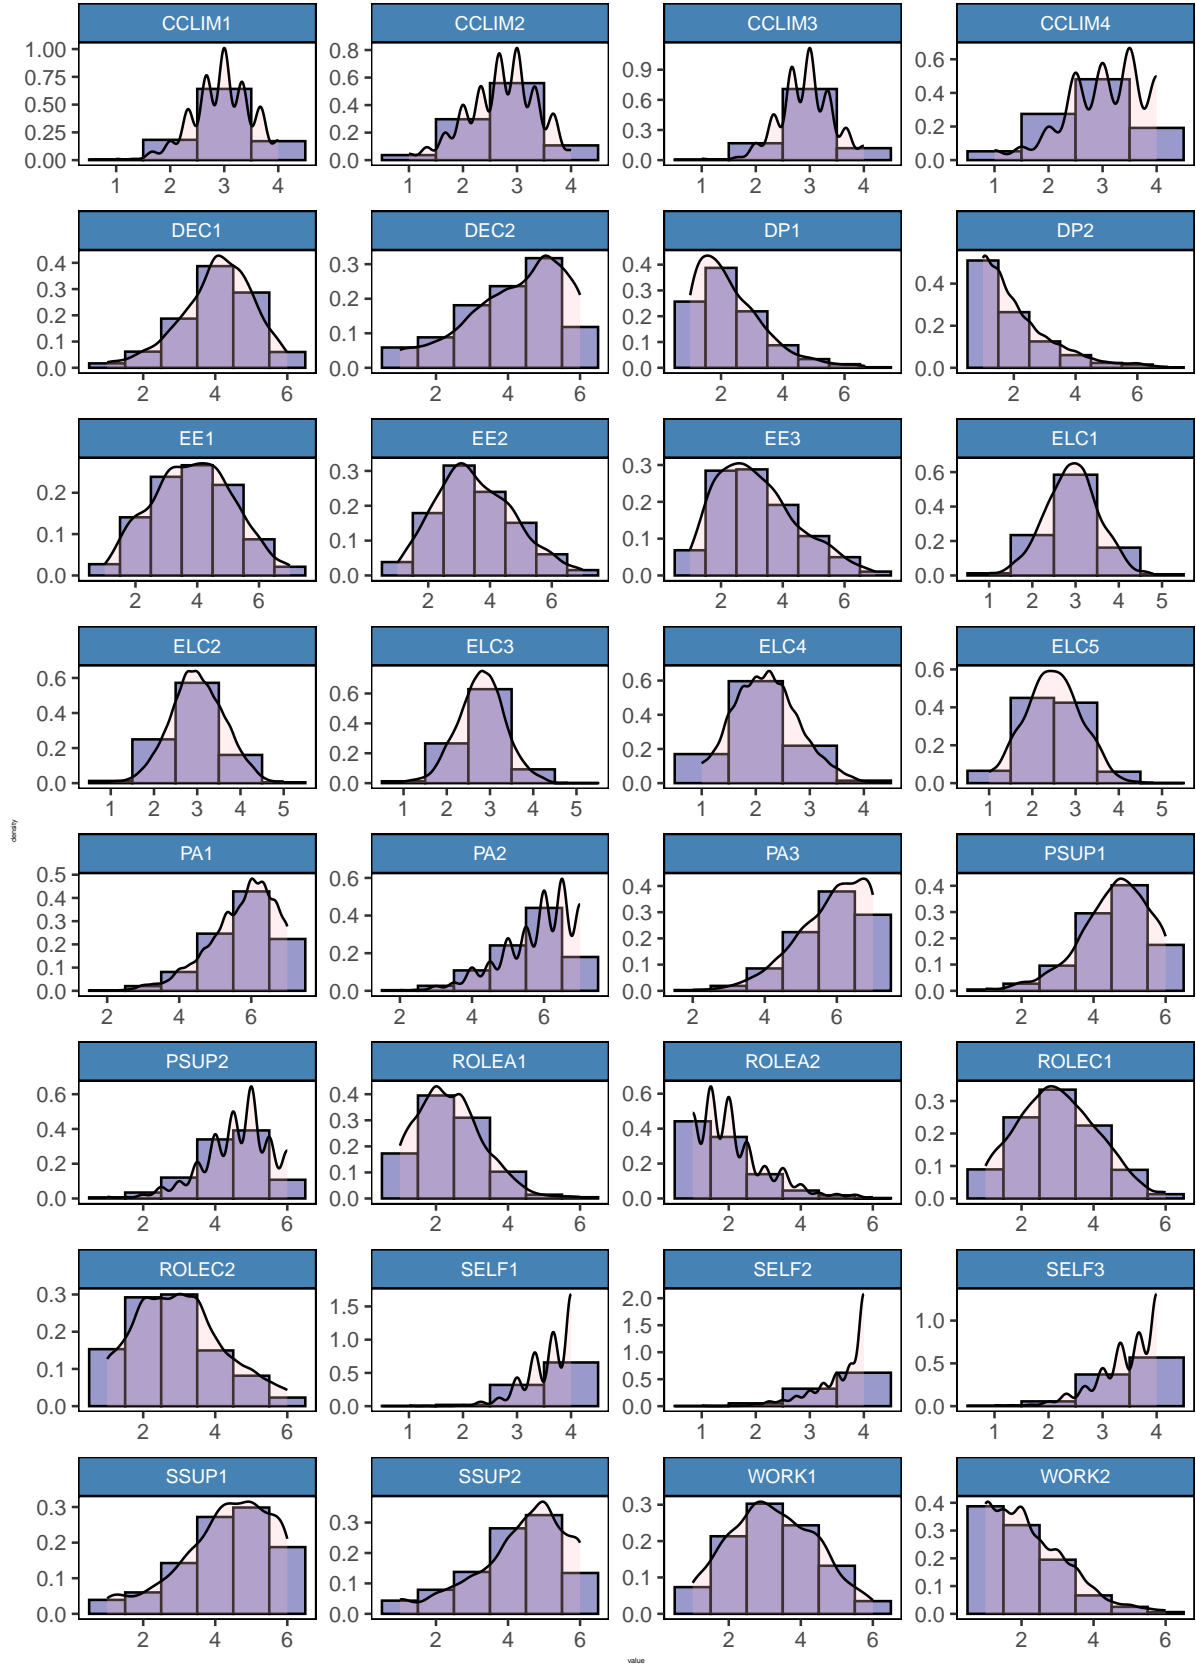 CCLIM1 CCLIM2 CCLIM3 CCLIM4
1.00 0.75 0.50 0.25 0.00
0.8 0.6 0.4 0.2 0.0
0.9 0.6 0.3 0.0
0.6 0.4 0.2 0.0
1 2 3 4 1 2 3 4 1 2 3 4 1 2 3 4
DEC1 DEC2 DP1 DP2
0.4 0.3 0.2 0.1 0.0
0.3 0.2 0.1 0.0
0.4 0.3 0.2 0.1 0.0
0.4 0.2 0.0
2 4 6 2 4 6 2 4 6 2 4 6
EE1 EE2 EE3 ELC1
0.2 0.1 0.0
0.3 0.2 0.1 0.0
0.3 0.2 0.1 0.0
0.6 0.4 0.2 0.0
2 4 6 2 4 6 2 4 6 1 2 3 4 5
ELC2 ELC3 ELC4 ELC5
0.6 0.4 0.2 0.0
0.6 0.4 0.2 0.0
0.6 0.4 0.2 0.0
0.6 0.4 0.2 0.0
1 2 3 4 5 1 2 3 4 5 1 2 3 4 1 2 3 4 5
density
PA1 PA2 PA3 PSUP1
0.5 0.4 0.3 0.2 0.1 0.0
0.6 0.4 0.2 0.0
0.4 0.3 0.2 0.1 0.0
0.4 0.3 0.2 0.1 0.0
2 4 6 2 4 6 2 4 6 2 4 6
PSUP2 ROLEA1 ROLEA2 ROLEC1
0.6 0.4 0.2 0.0
0.4 0.3 0.2 0.1 0.0
0.6 0.4 0.2 0.0
0.3 0.2 0.1 0.0
2 4 6 2 4 6 2 4 6 2 4 6
ROLEC2 SELF1 SELF2 SELF3
0.3 0.2 0.1 0.0
1.5 1.0 0.5 0.0
2.0 1.5 1.0 0.5 0.0
1.0 0.5 0.0
2 4 6 1 2 3 4 1 2 3 4 1 2 3 4
SSUP1 SSUP2 WORK1 WORK2
0.3 0.2 0.1 0.0
0.3 0.2 0.1 0.0
0.3 0.2 0.1 0.0
0.4 0.3 0.2 0.1 0.0
2 4 6 2 4 6 2 4 6 2 4 6
value